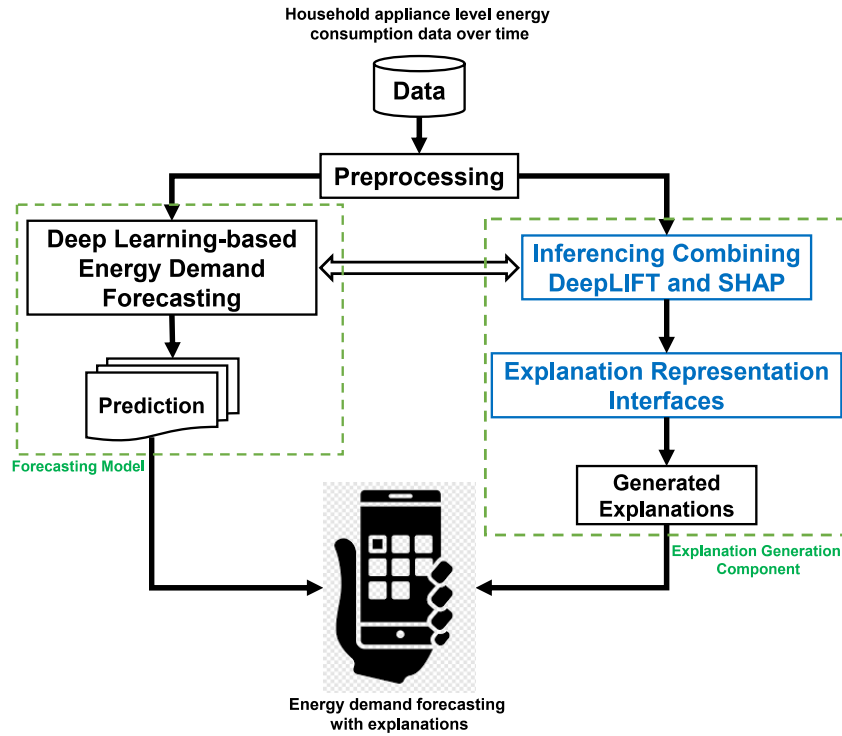 Household appliance level energy
consumption data over time
Data
Preprocessing
Deep Learning-based
Energy Demand
Forecasting
Inferencing Combining
DeepLIFT and SHAP
Prediction
Explanation Representation
Interfaces
Forecasting Model
Generated
Explanations
Explanation Generation
Component
Energy demand forecasting
with explanations